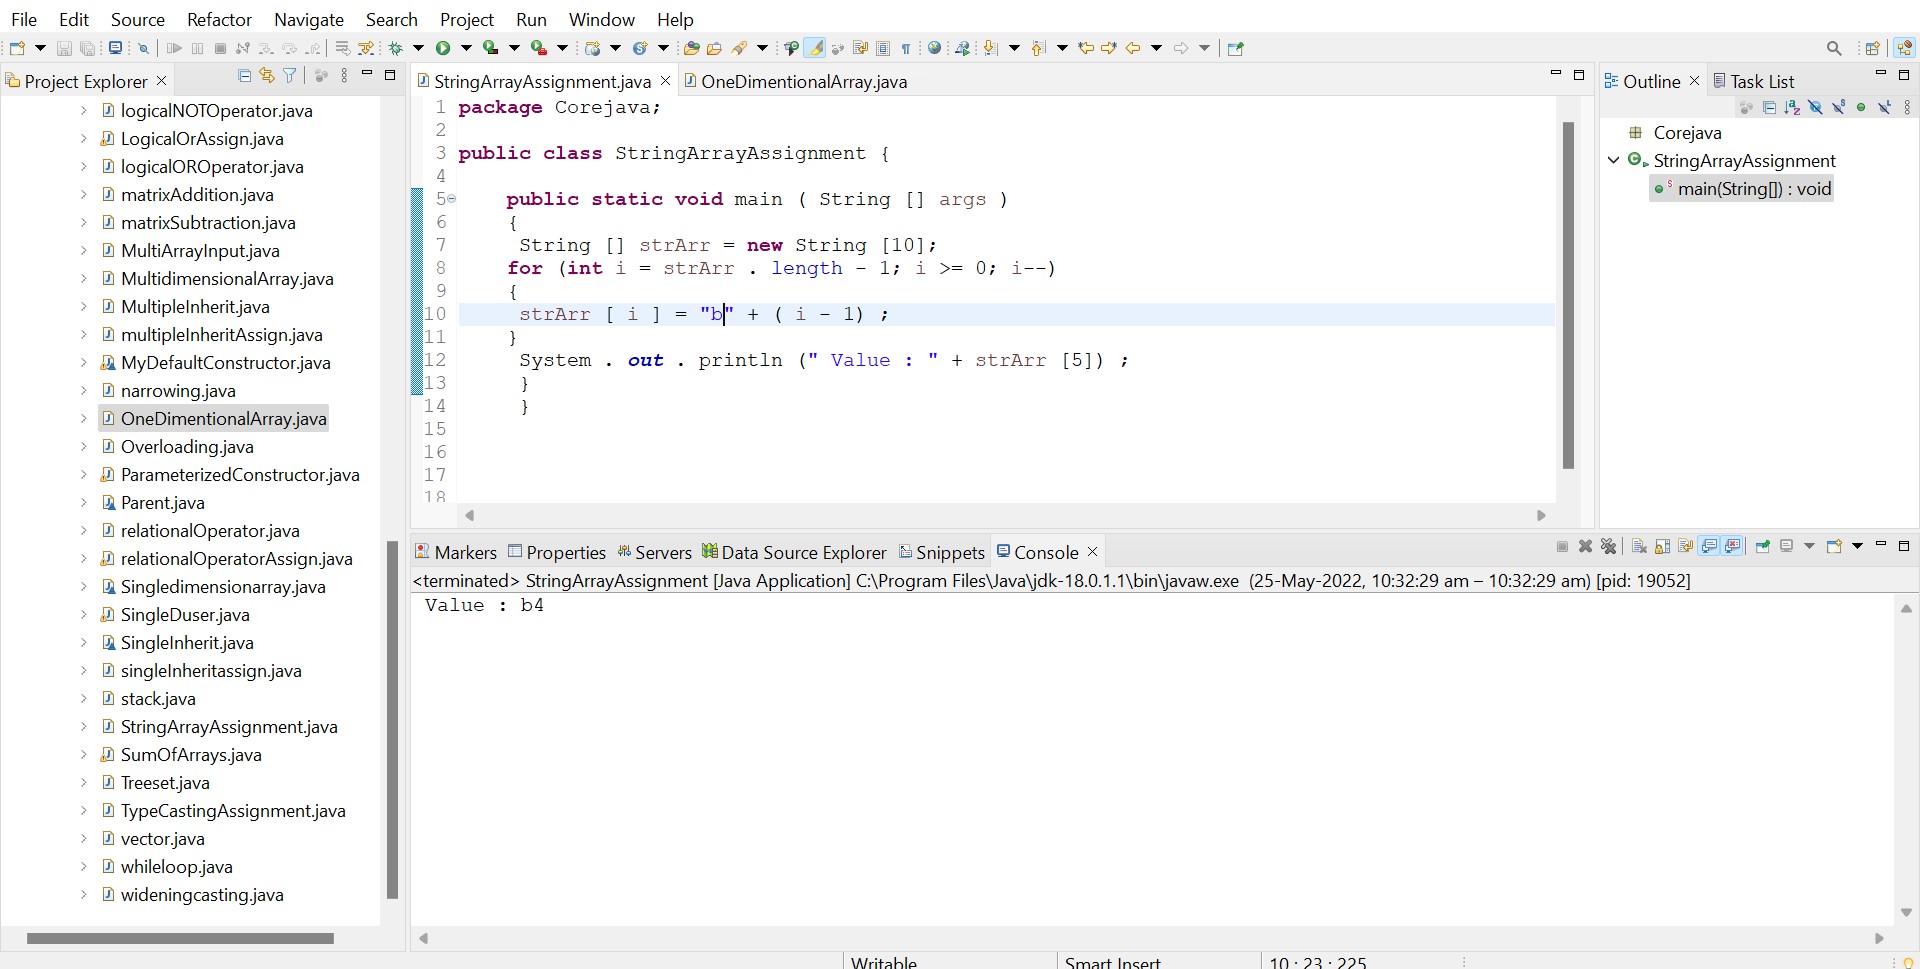 File Edit Source Refactor Navigate Search Project Run Window Help
Project Explorer
logicalNOTOperator.java
LogicalOrAssign.java
logicalOROperator.java
matrixAddition.java
matrixSubtraction.java
MultiArrayInput.java
MultidimensionalArray.java
MultipleInherit.java
multipleInheritAssign.java
MyDefaultConstructor.java
narrowing.java
OneDimentionalArray.java
Overloading.java
ParameterizedConstructor.java
Parent.java
relationalOperator.java
relationalOperatorAssign.java
Singledimensionarray.java
SingleDuser.java
SingleInherit.java
singleInheritassign.java
stack.java
StringArrayAssignment.java
SumOfArrays.java
Treeset.java
TypeCastingAssignment.java
vector.java
whileloop.java
wideningcasting.java
StringArrayAssignment.java OneDimentionalArray.java
1 package Corejava;
2
3 public class StringArrayAssignment {
4
5 public static void main ( String [] args )
6 {
7 String [] strArr = new String [10];
8 for (int i = strArr . length - 1; i >= 0; i--)
9 {
10 strArr [ i ] = "b" + ( i - 1) ;
11 }
12 System . out . println (" Value : " + strArr [5]) ;
13 }
14 }
15
16
17
18
Outline Task List
Corejava
StringArrayAssignment
main(String[]) : void
Markers Properties Servers Data Source Explorer Snippets Console
<terminated> StringArrayAssignment [Java Application] C:\Program Files\Java\jdk-18.0.1.1\bin\javaw.exe (25-May-2022, 10:32:29 am – 10:32:29 am) [pid: 19052]
Value : b4
Writable Smart Insert 10 : 23 : 225